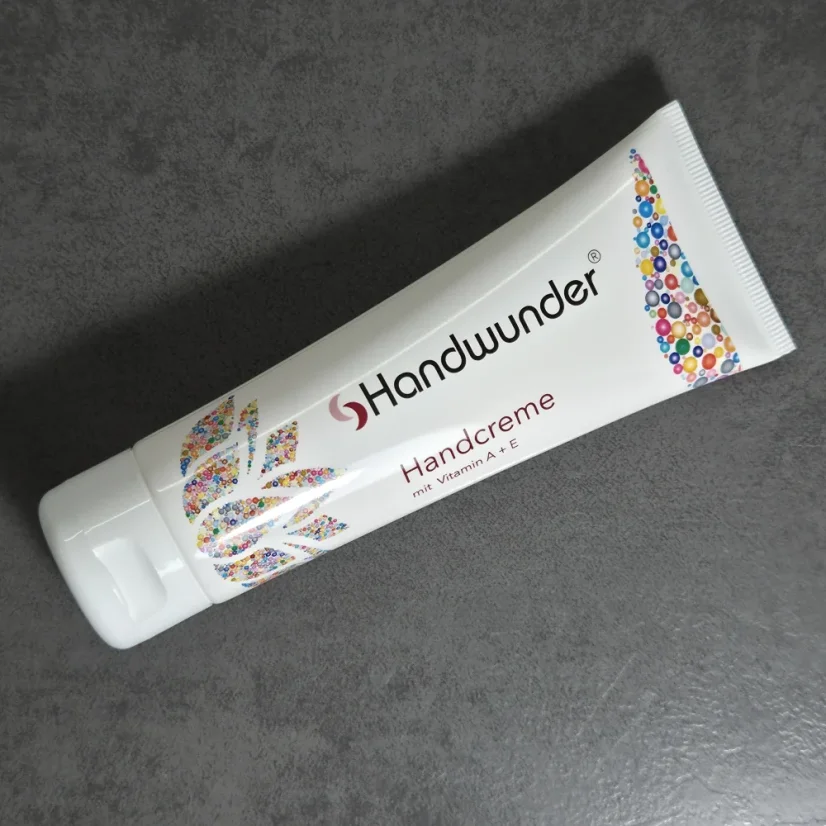 Handwunder®
Handcreme
mit Vitamin A + E